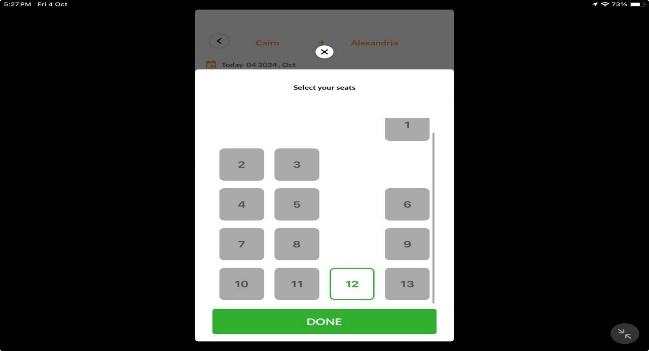 5:27 PM Fri 4 Oct 73%
Cairo Alexandria
Today 04 2024, Oct
Select your seats
1
2 3
4 5 6
7 8 9
10 11 12 13
DONE